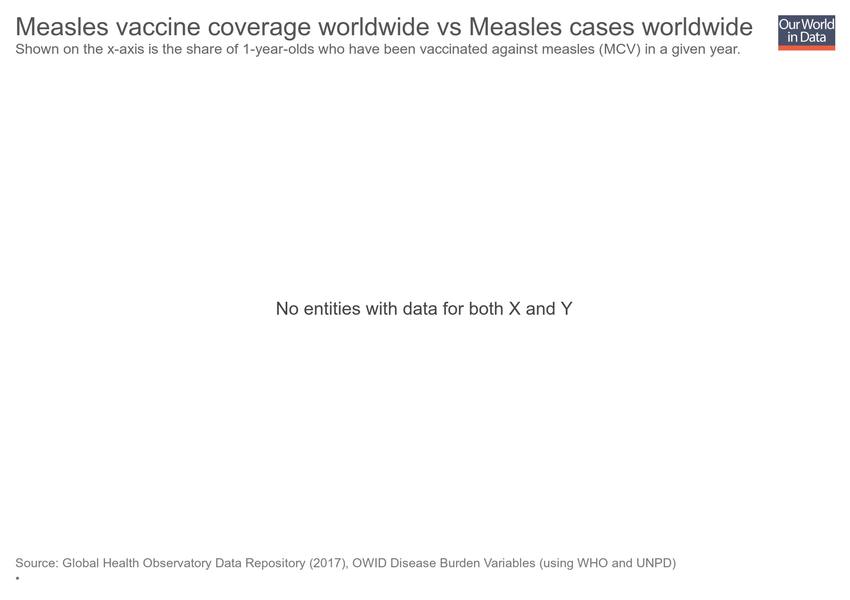 Measles vaccine coverage worldwide vs Measles cases worldwide
Shown on the x-axis is the share of 1-year-olds who have been vaccinated against measles (MCV) in a given year.
Our World
in Data
No entities with data for both X and Y
Source: Global Health Observatory Data Repository (2017), OWID Disease Burden Variables (using WHO and UNPD)
•